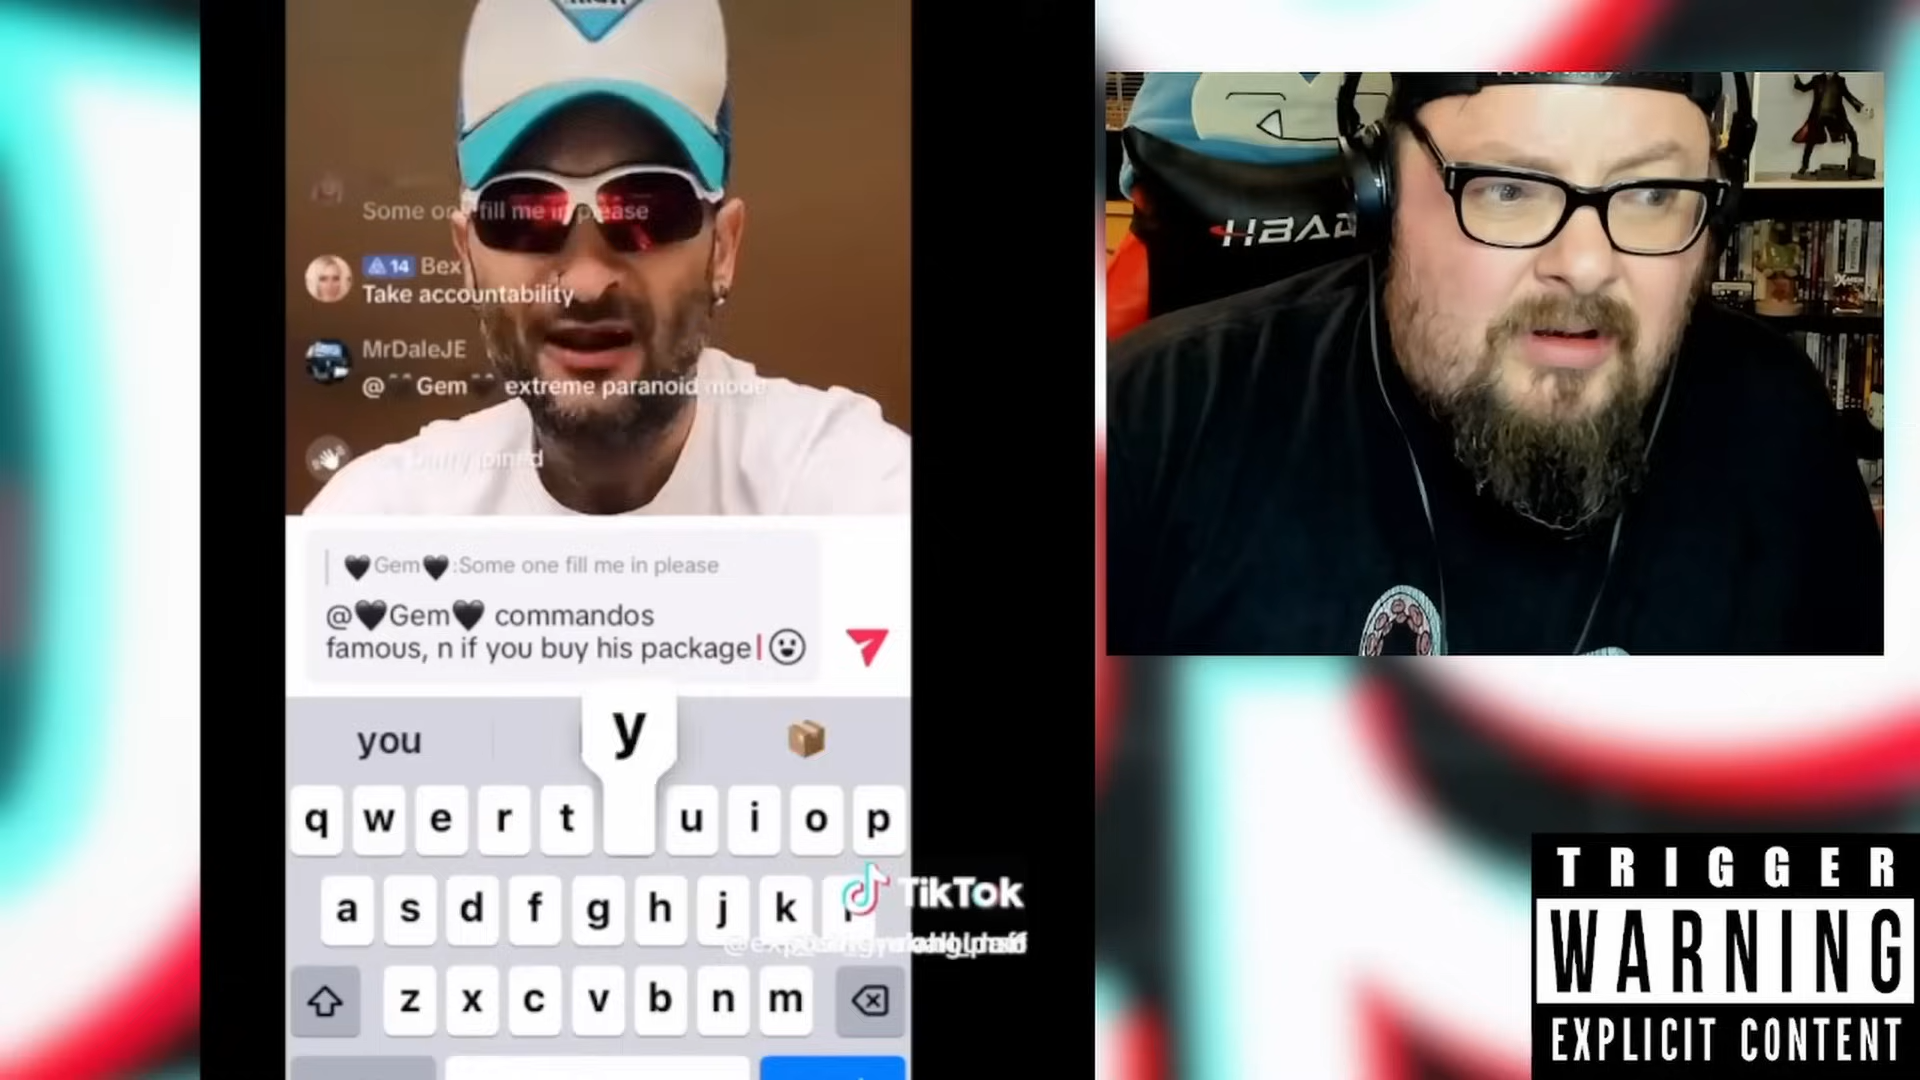 Some one fill me in please
14 Bex
Take accountability
MrDaleJE
@🖤Gem🖤 extreme paranoid mode
joined
🖤Gem🖤:Some one fill me in please
@🖤Gem🖤 commandos
famous, n if you buy his package
you
y
q w e r t u i o p
a s d f g h j k
z x c v b n m
TikTok
TRIGGER
WARNING
EXPLICIT CONTENT